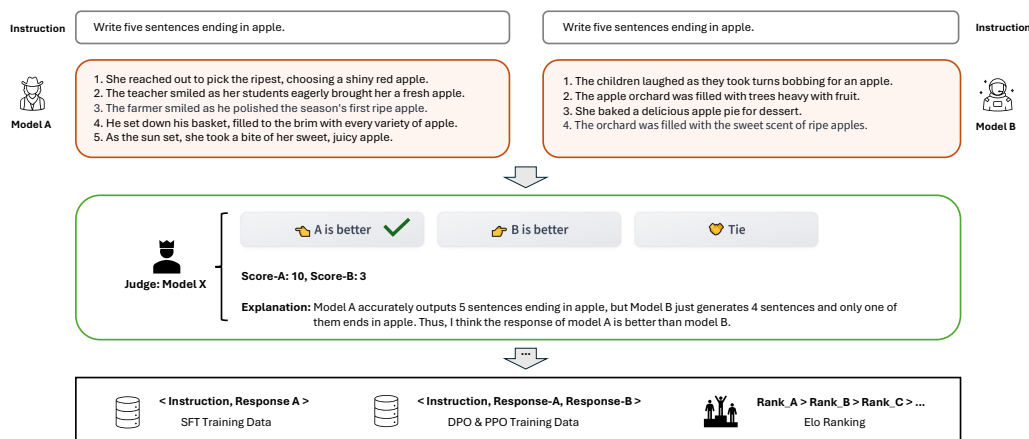 Instruction
Write five sentences ending in apple.
Write five sentences ending in apple.
Instruction
Model A
1. She reached out to pick the ripest, choosing a shiny red apple.
2. The teacher smiled as her students eagerly brought her a fresh apple.
3. The farmer smiled as he polished the season's first ripe apple.
4. He set down his basket, filled to the brim with every variety of apple.
5. As the sun set, she took a bite of her sweet, juicy apple.
1. The children laughed as they took turns bobbing for an apple.
2. The apple orchard was filled with trees heavy with fruit.
3. She baked a delicious apple pie for dessert.
4. The orchard was filled with the sweet scent of ripe apples.
Model B
Judge: Model X
A is better
B is better
Tie
Score-A: 10, Score-B: 3
Explanation: Model A accurately outputs 5 sentences ending in apple, but Model B just generates 4 sentences and only one of
them ends in apple. Thus, I think the response of model A is better than model B.
...
< Instruction, Response A >
SFT Training Data
< Instruction, Response-A, Response-B >
DPO & PPO Training Data
Rank_A > Rank_B > Rank_C > ...
Elo Ranking